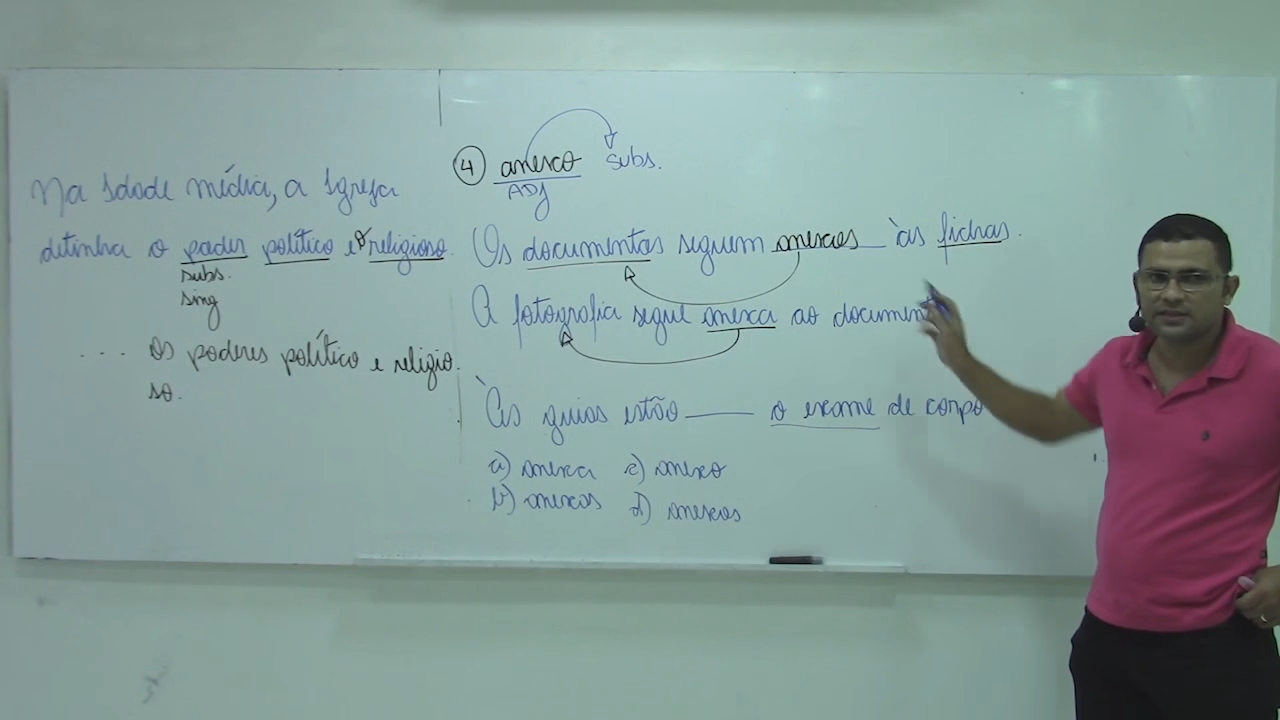 Na Idade média, a Igreja
detinha o poder político e o religioso.
subs.
sing
.... os poderes político e religio
so.
4 anexo subs.
ADJ
Os documentos seguem anexos às fichas.
A fotografia segue anexa ao document
Às guias estão ____ o exame de corpo
a) anexa c) anexo
b) anexas d) anexos